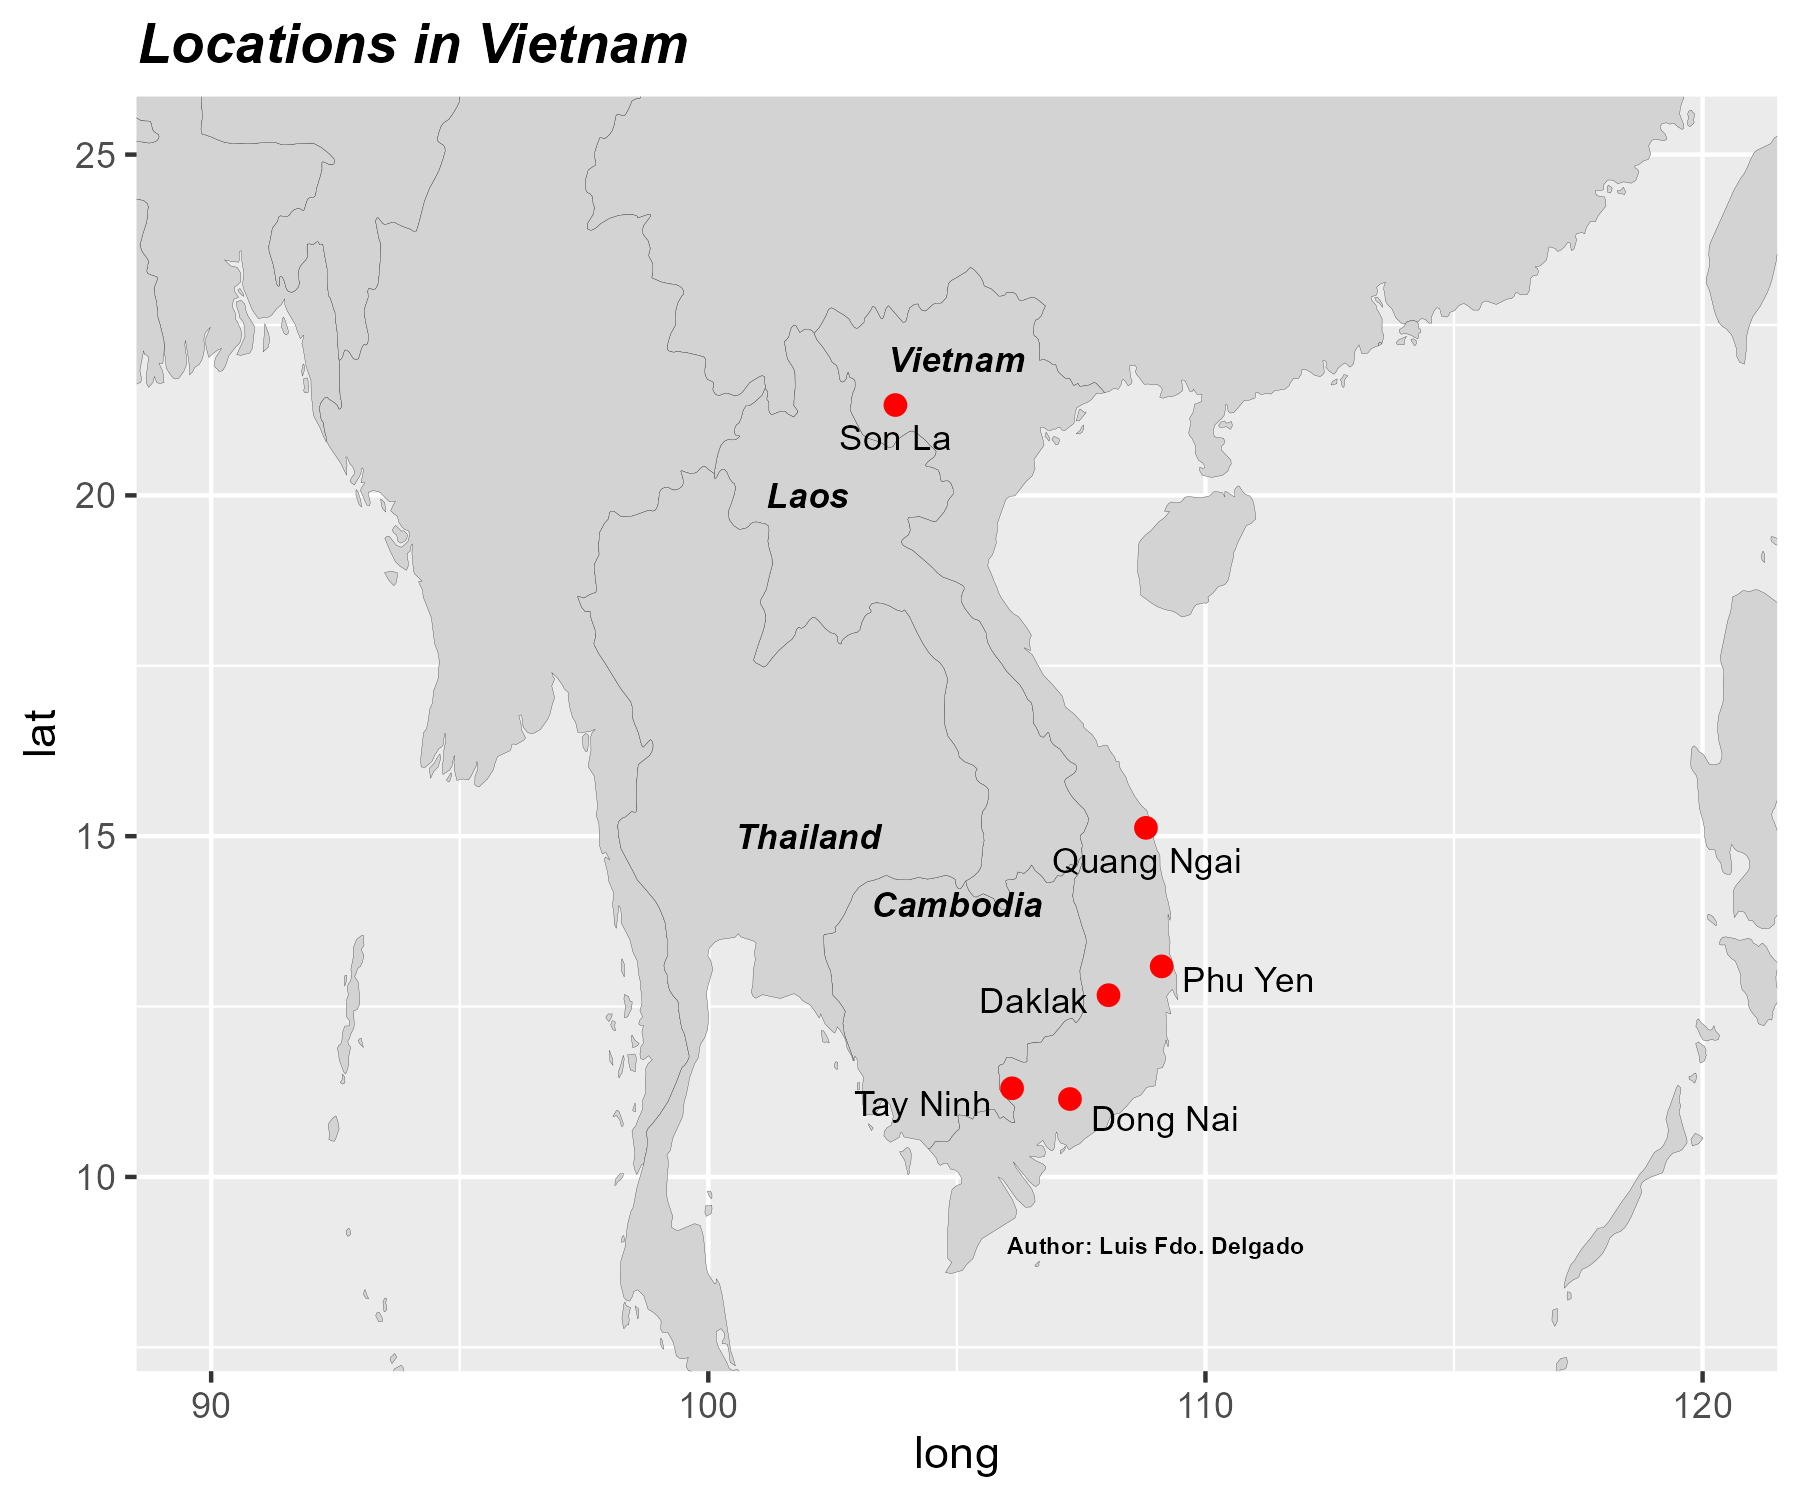 Locations in Vietnam
25
Vietnam
Son La
20
Laos
lat
15
Thailand
Quang Ngai
Cambodia
Phu Yen
Daklak
Tay Ninh
Dong Nai
10
Author: Luis Fdo. Delgado
90
100
110
120
long